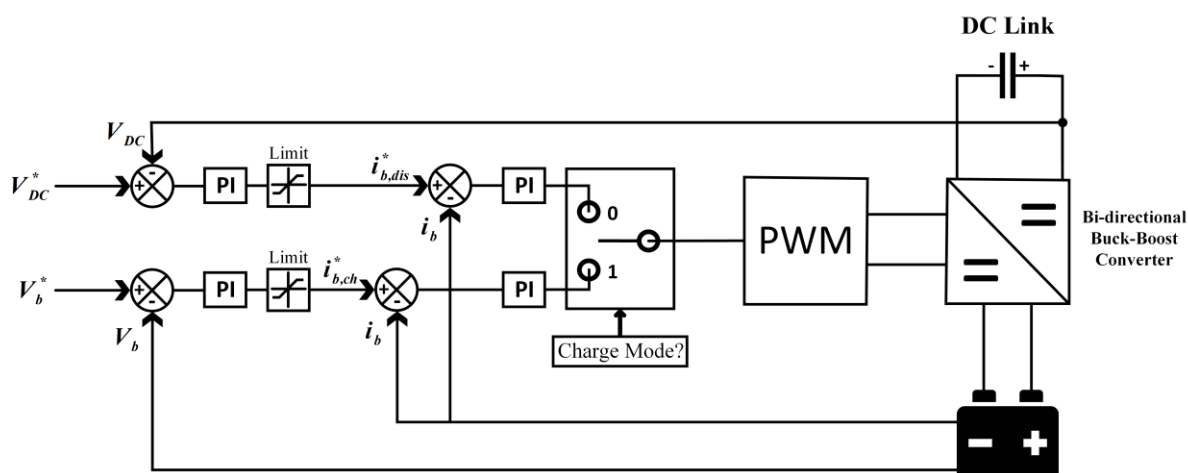 DC Link
- +
V_DC
V*_DC
+
-
PI
Limit
i*_b,dis
+
-
i_b
PI
0
1
PWM
Bi-directional
Buck-Boost
Converter
V*_b
+
-
V_b
PI
Limit
i*_b,ch
+
-
i_b
PI
Charge Mode?
- +